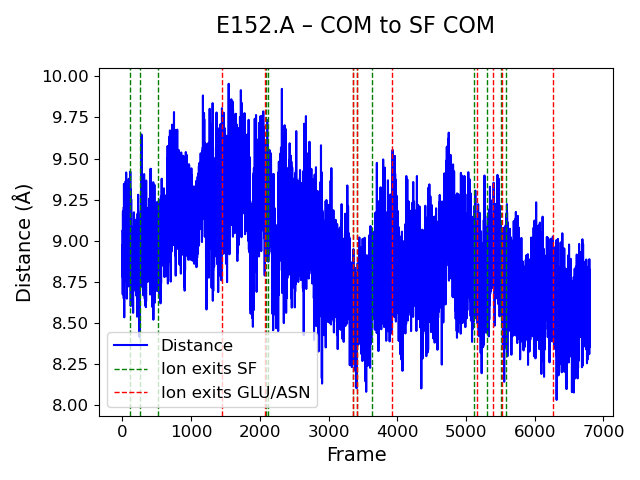 E152.A – COM to SF COM
Distance (Å)
10.00
9.75
9.50
9.25
9.00
8.75
8.50
8.25
8.00
Distance
Ion exits SF
Ion exits GLU/ASN
0 1000 2000 3000 4000 5000 6000 7000
Frame